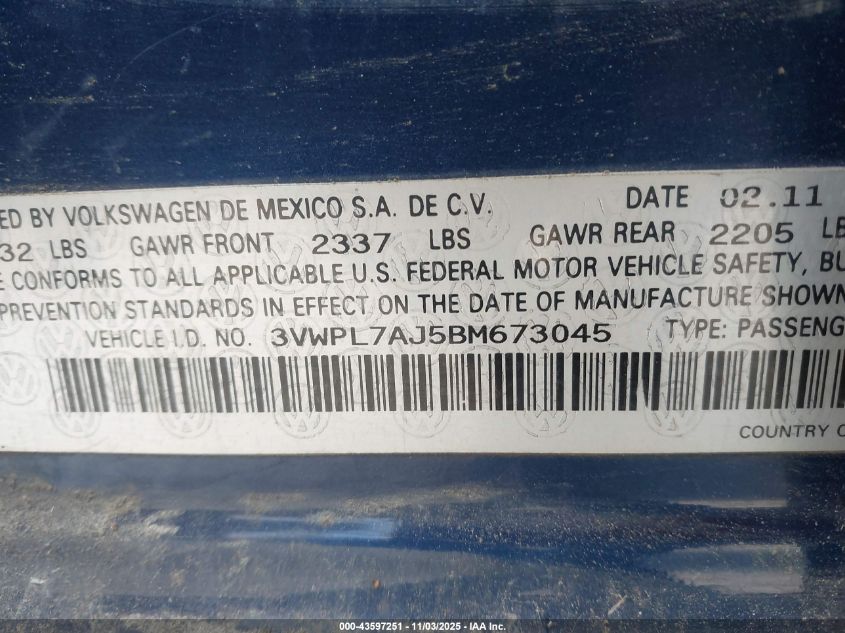 ED BY VOLKSWAGEN DE MEXICO S.A. DE C.V. DATE 02.11
32 LBS GAWR FRONT 2337 LBS GAWR REAR 2205 LB
E CONFORMS TO ALL APPLICABLE U.S. FEDERAL MOTOR VEHICLE SAFETY, BU
PREVENTION STANDARDS IN EFFECT ON THE DATE OF MANUFACTURE SHOWN
VEHICLE I.D. NO. 3VWPL7AJ5BM673045 TYPE: PASSENG
COUNTRY O
000-43597251 - 11/03/2025 - IAA Inc.